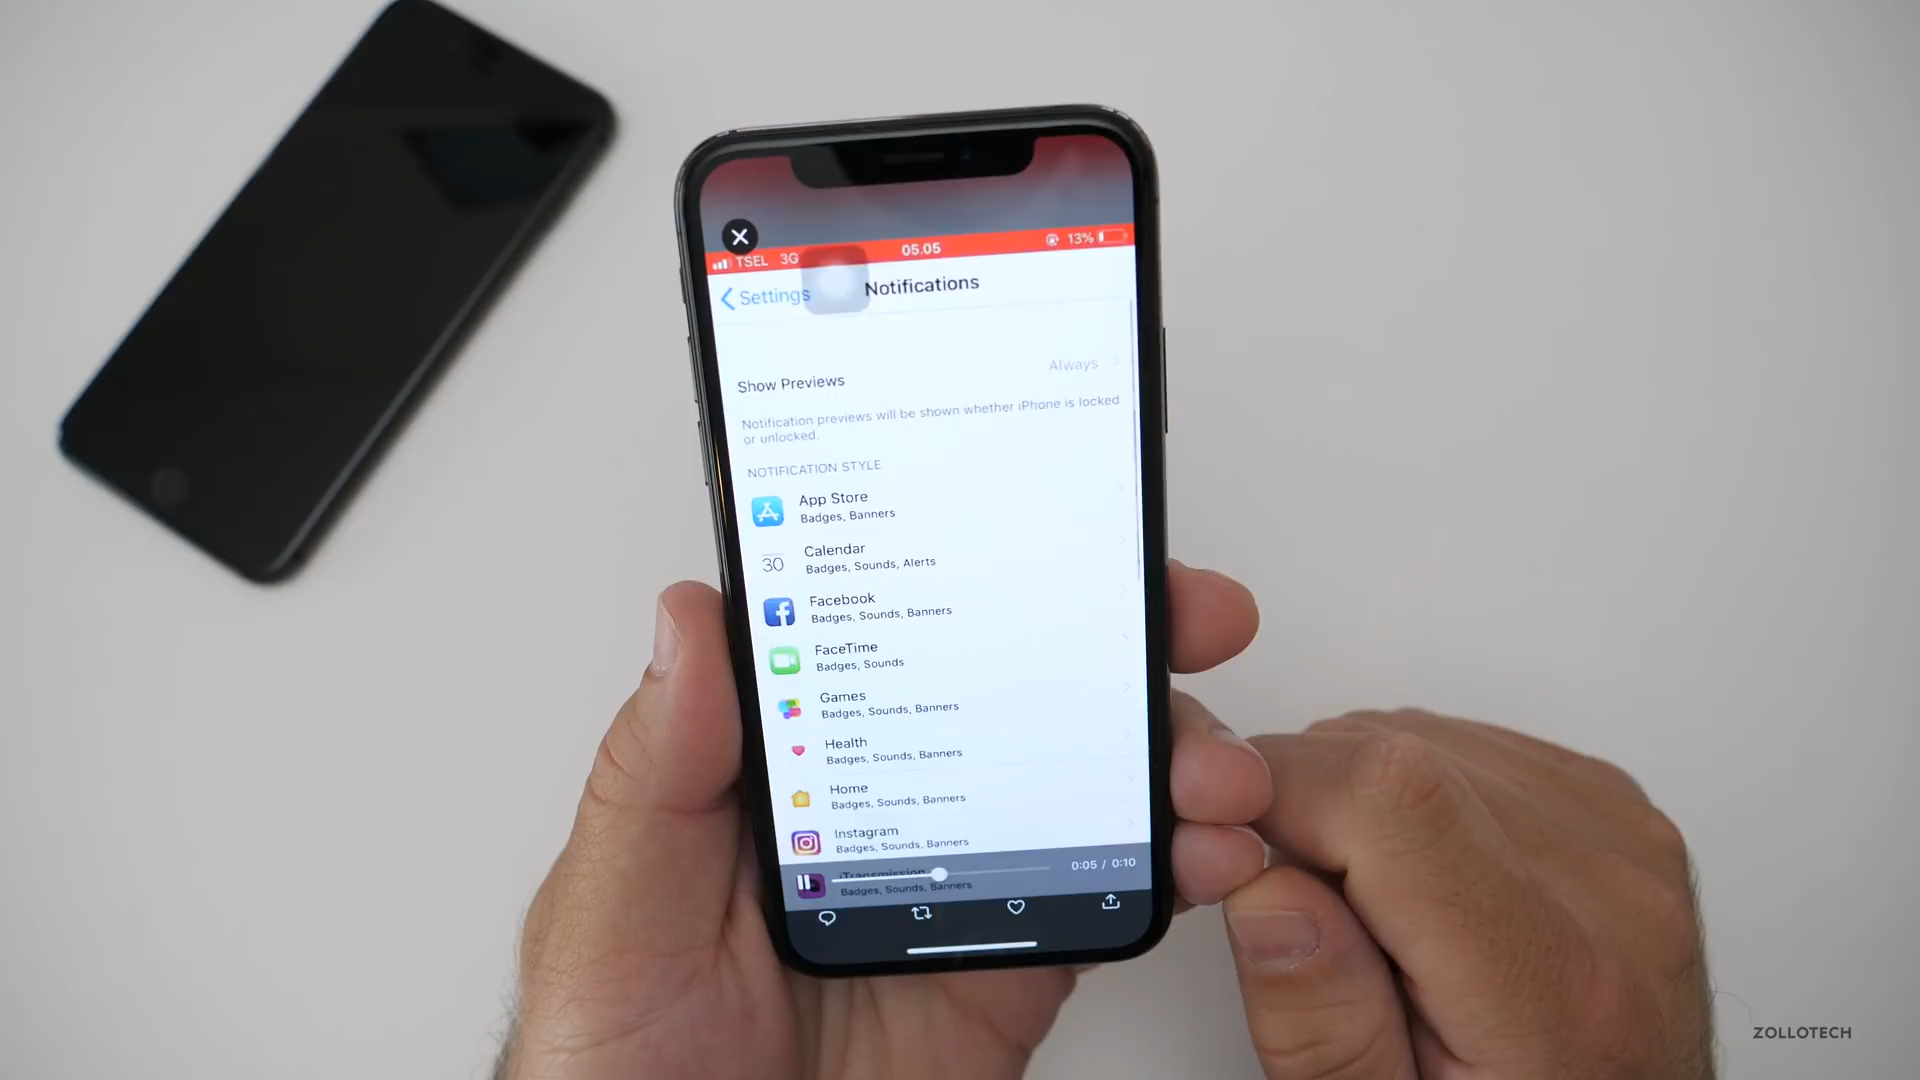 TSEL 3G 05.05 13%
Settings Notifications
Show Previews Always
Notification previews will be shown whether iPhone is locked
or unlocked.
NOTIFICATION STYLE
App Store
Badges, Banners
30
Calendar
Badges, Sounds, Alerts
Facebook
Badges, Sounds, Banners
FaceTime
Badges, Sounds
Games
Badges, Sounds, Banners
Health
Badges, Sounds, Banners
Home
Badges, Sounds, Banners
Instagram
Badges, Sounds, Banners
iTransmission
Badges, Sounds, Banners
0:05 / 0:10
ZOLLOTECH